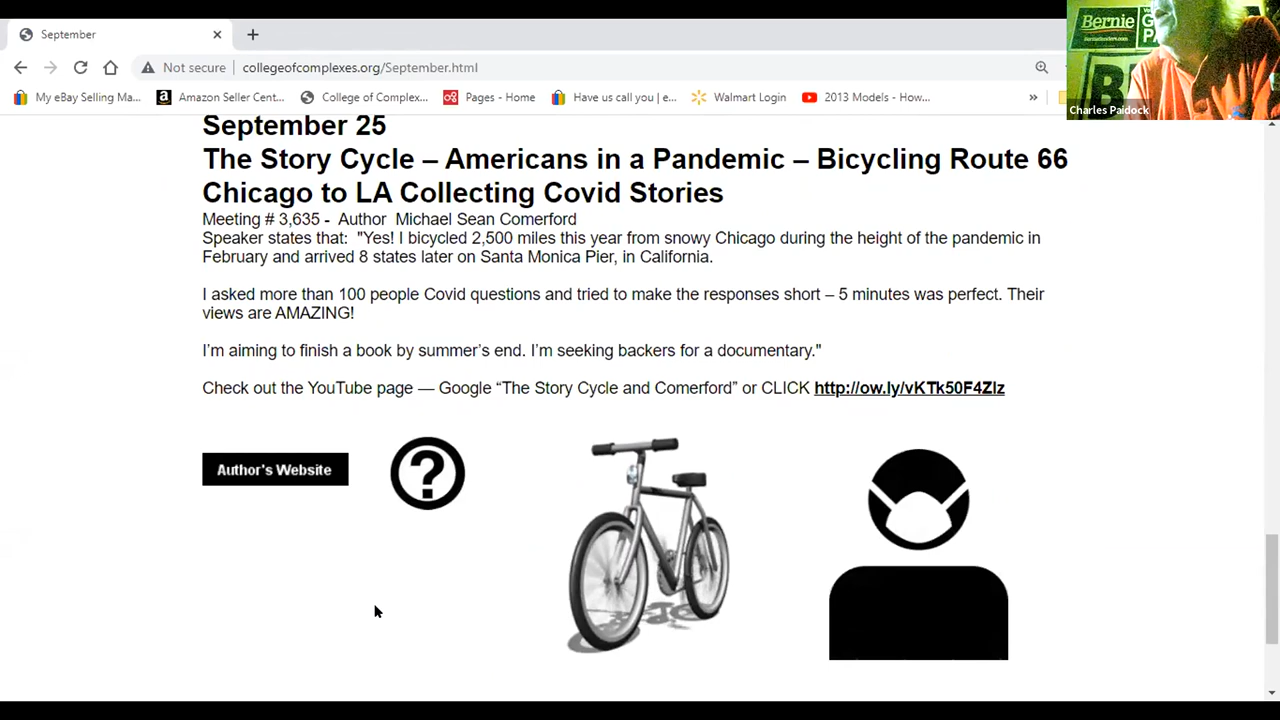 September
Not secure
collegeofcomplexes.org/September.html
My eBay Selling Ma...
Amazon Seller Cent...
College of Complex...
Pages - Home
Have us call you | e...
Walmart Login
2013 Models - How...
»
Bernie
BernieSanders.com
Charles Paidock
September 25
The Story Cycle – Americans in a Pandemic – Bicycling Route 66
Chicago to LA Collecting Covid Stories
Meeting # 3,635 - Author Michael Sean Comerford
Speaker states that: "Yes! I bicycled 2,500 miles this year from snowy Chicago during the height of the pandemic in
February and arrived 8 states later on Santa Monica Pier, in California.
I asked more than 100 people Covid questions and tried to make the responses short – 5 minutes was perfect. Their
views are AMAZING!
I’m aiming to finish a book by summer’s end. I’m seeking backers for a documentary."
Check out the YouTube page — Google “The Story Cycle and Comerford” or CLICK http://ow.ly/vKTk50F4ZIz
Author's Website
?